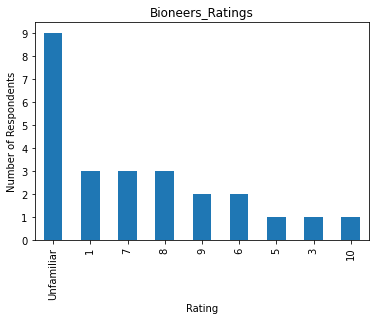 Bioneers_Ratings
Number of Respondents
9
8
7
6
5
4
3
2
1
0
Unfamiliar 1 7 8 9 6 5 3 10
Rating